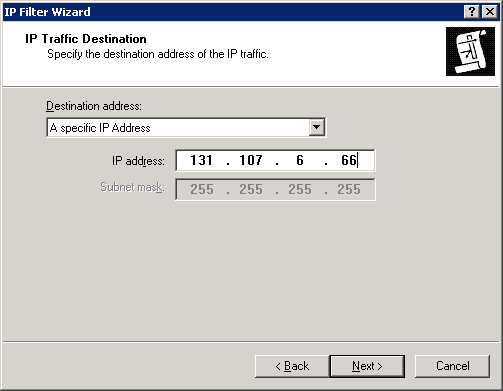 IP Filter Wizard
IP Traffic Destination
Specify the destination address of the IP traffic.
Destination address:
A specific IP Address
IP address: 131 . 107 . 6 . 66
Subnet mask: 255 . 255 . 255 . 255
< Back Next > Cancel